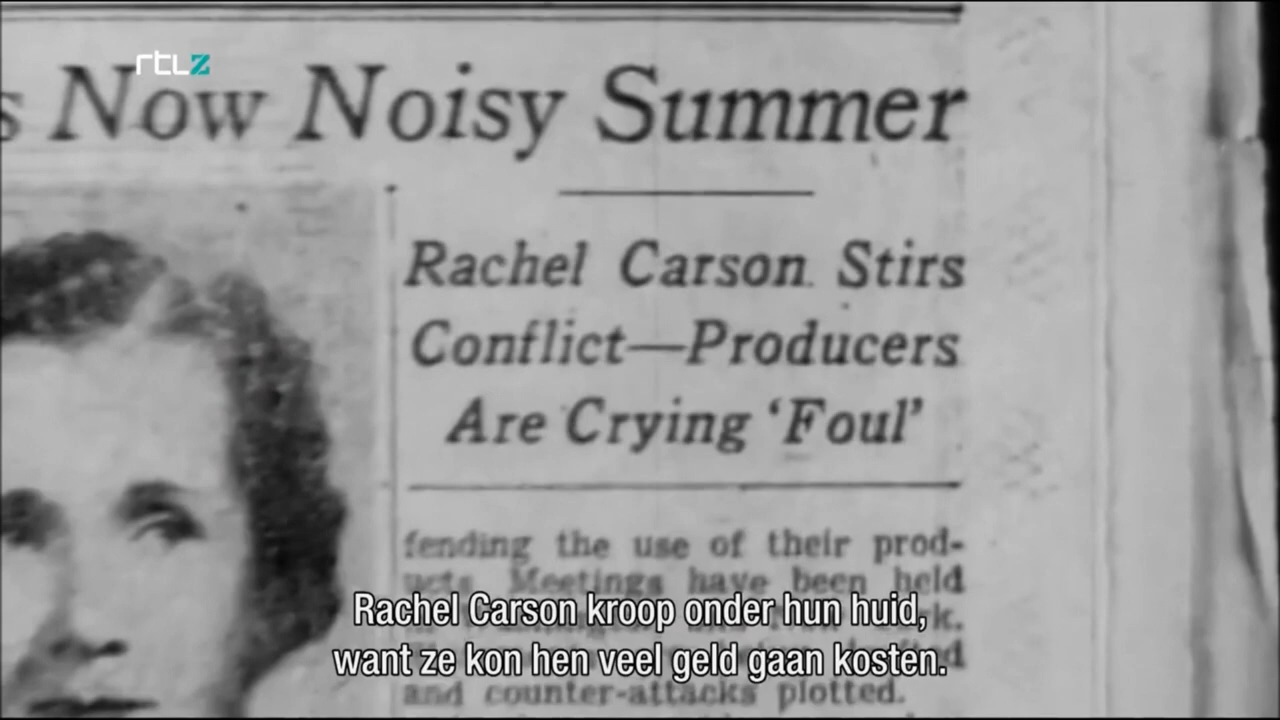 rtlz
s Now Noisy Summer
Rachel Carson Stirs
Conflict—Producers
Are Crying ‘Foul’
fending the use of their prod-
ucts. Meetings have been held
Rachel Carson kroop onder hun huid,
want ze kon hen veel geld gaan kosten.
and counter-attacks plotted.